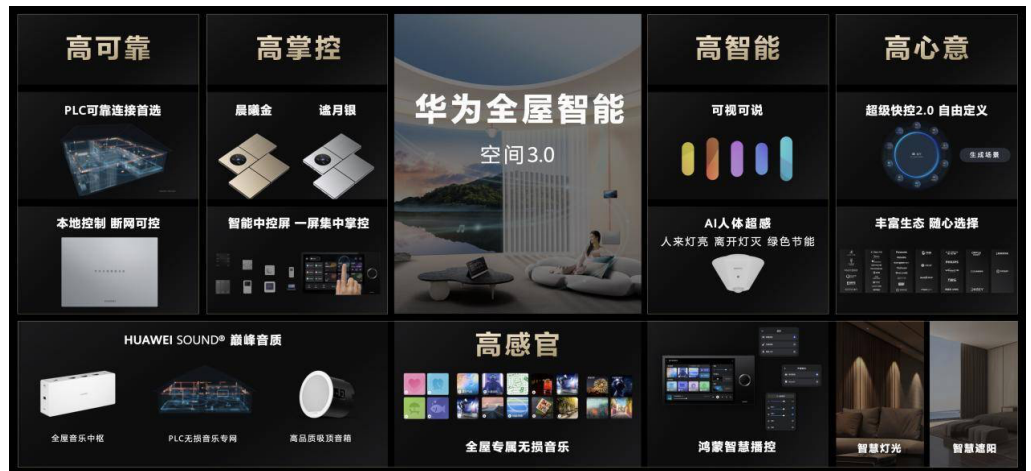 高可靠
高掌控
高智能
高心意
华为全屋智能
空间3.0
PLC可靠连接首选
晨曦金
谧月银
可视可说
超级快控2.0 自由定义
生成场景
本地控制 断网可控
智能中控屏 一屏集中掌控
AI人体超感
人来灯亮 离开灯灭 绿色节能
丰富生态 随心选择
HUAWEI SOUND® 巅峰音质
高感官
全屋音乐中枢
PLC无损音乐专网
高品质吸顶音箱
全屋专属无损音乐
鸿蒙智慧播控
智慧灯光
智慧遮阳